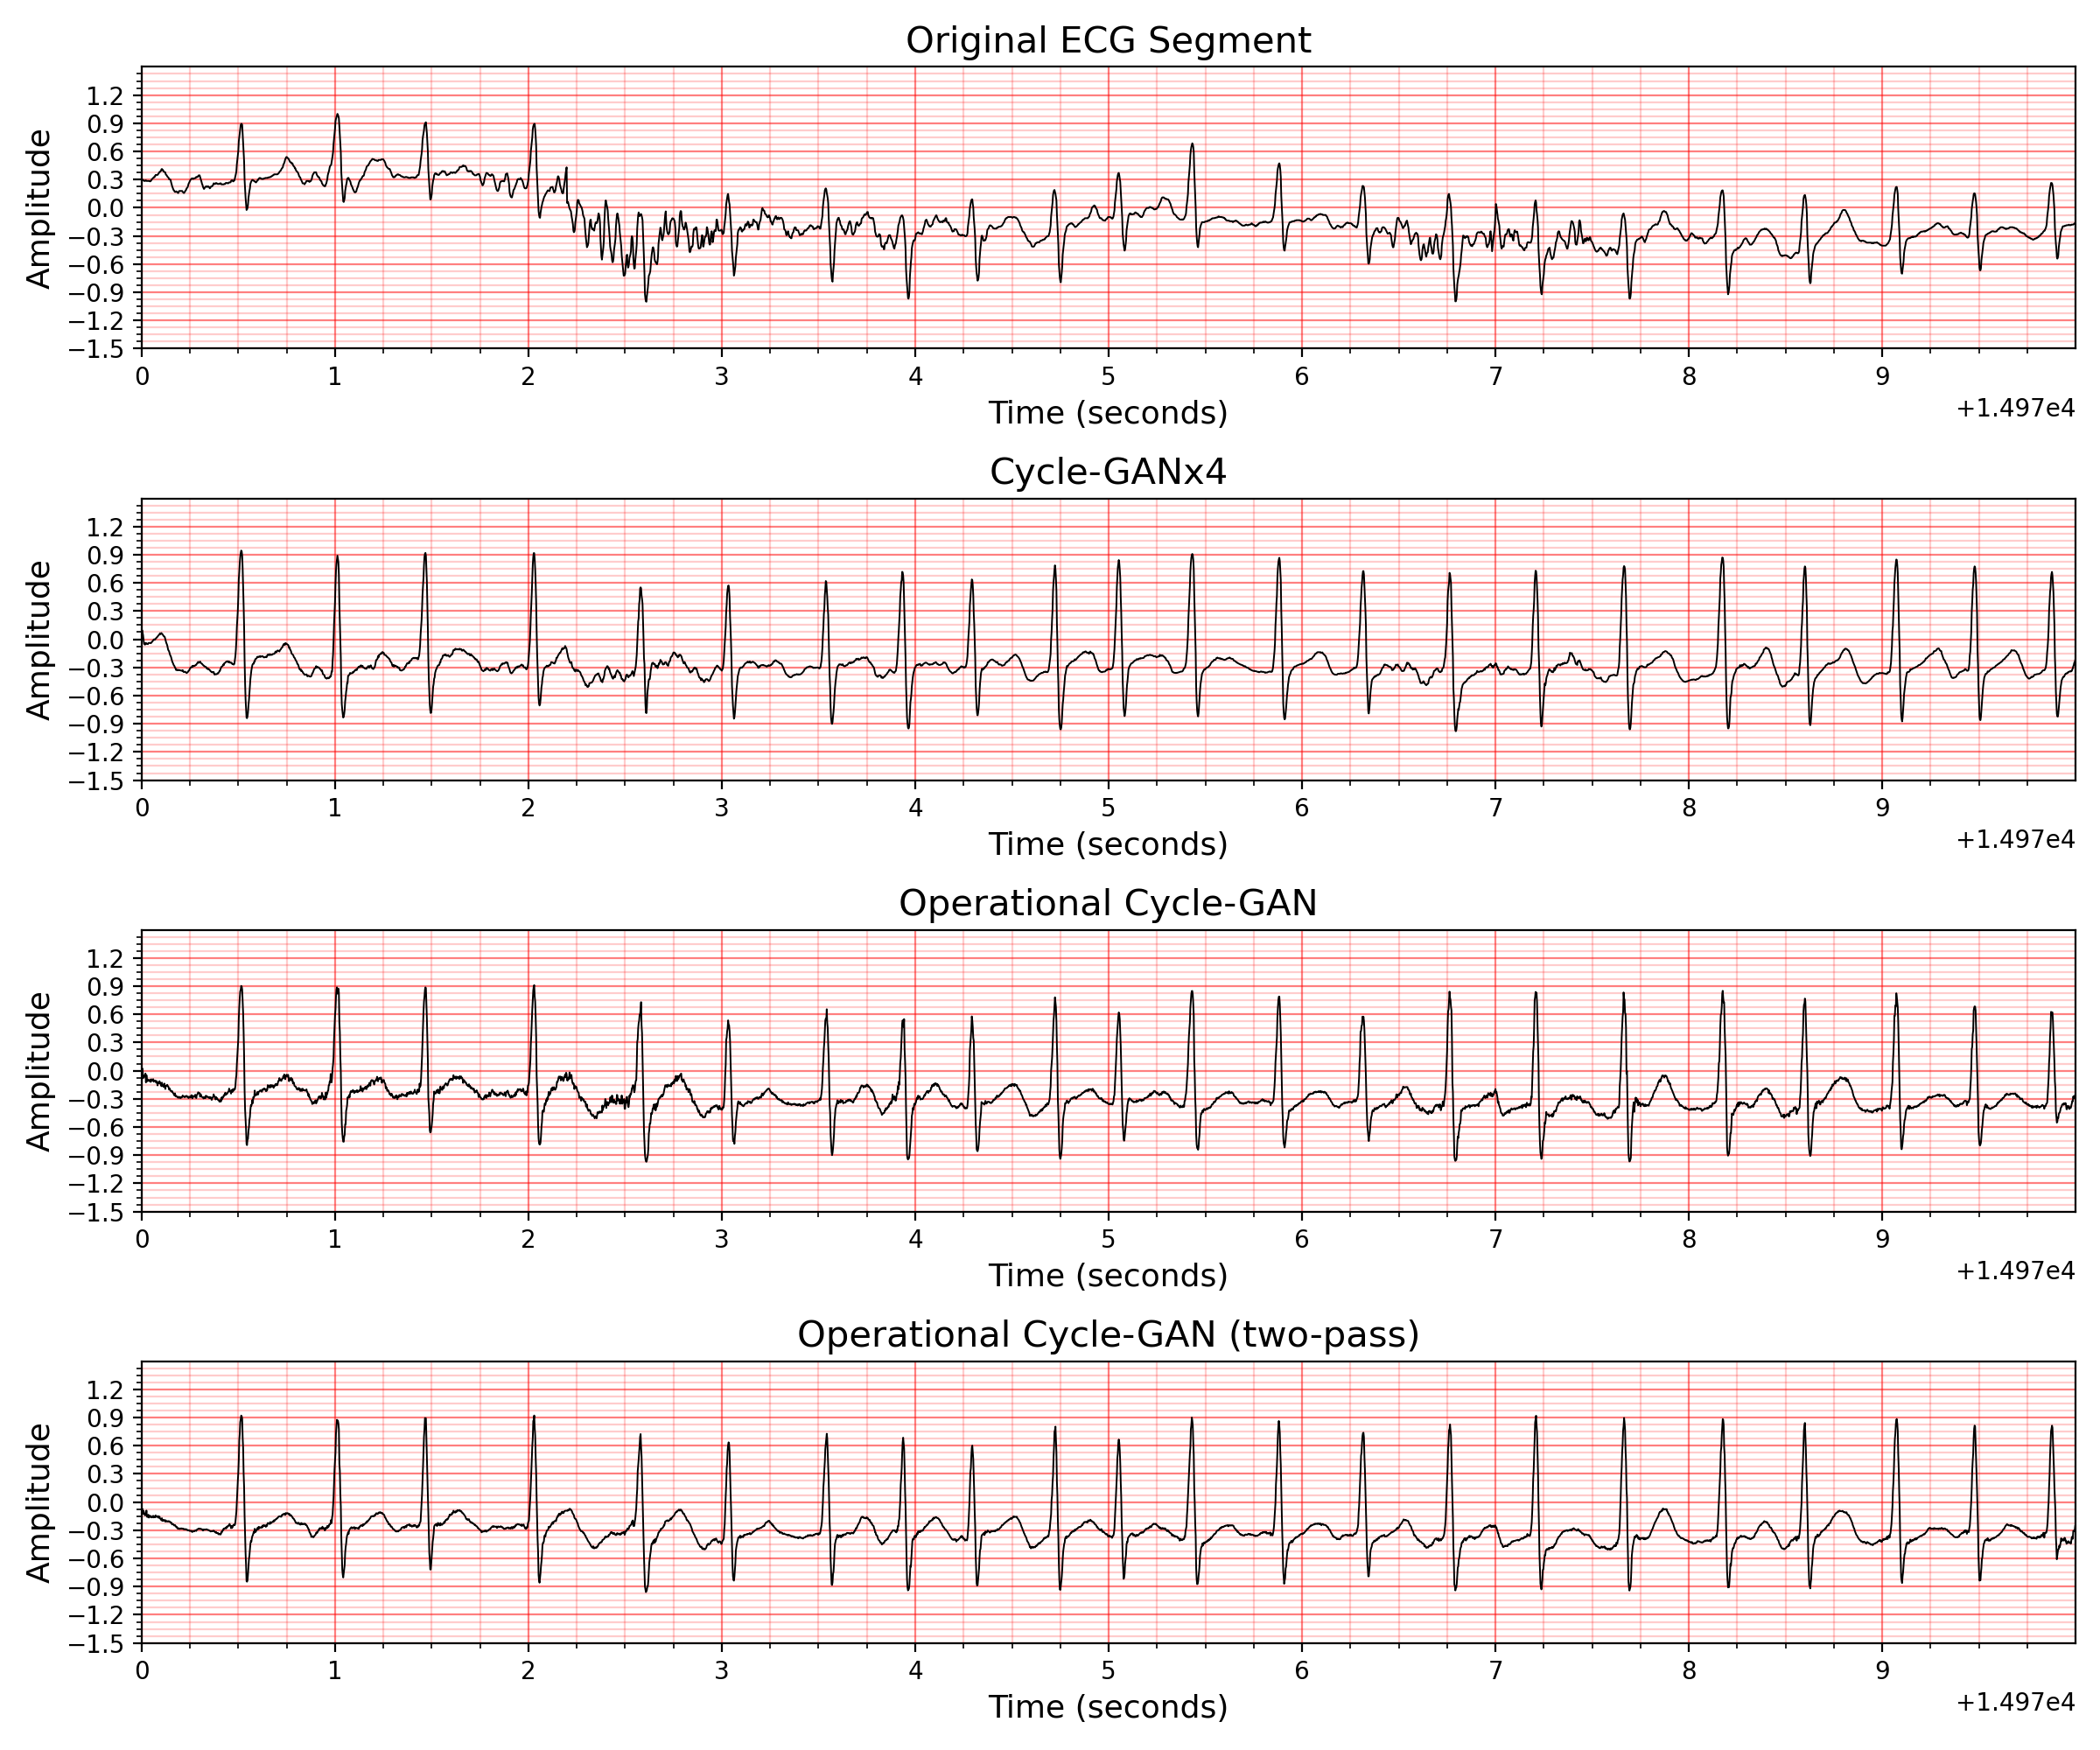 Original ECG Segment
Amplitude
1.2
0.9
0.6
0.3
0.0
−0.3
−0.6
−0.9
−1.2
−1.5
0 1 2 3 4 5 6 7 8 9
Time (seconds)
+1.497e4
Cycle-GANx4
Amplitude
1.2
0.9
0.6
0.3
0.0
−0.3
−0.6
−0.9
−1.2
−1.5
0 1 2 3 4 5 6 7 8 9
Time (seconds)
+1.497e4
Operational Cycle-GAN
Amplitude
1.2
0.9
0.6
0.3
0.0
−0.3
−0.6
−0.9
−1.2
−1.5
0 1 2 3 4 5 6 7 8 9
Time (seconds)
+1.497e4
Operational Cycle-GAN (two-pass)
Amplitude
1.2
0.9
0.6
0.3
0.0
−0.3
−0.6
−0.9
−1.2
−1.5
0 1 2 3 4 5 6 7 8 9
Time (seconds)
+1.497e4